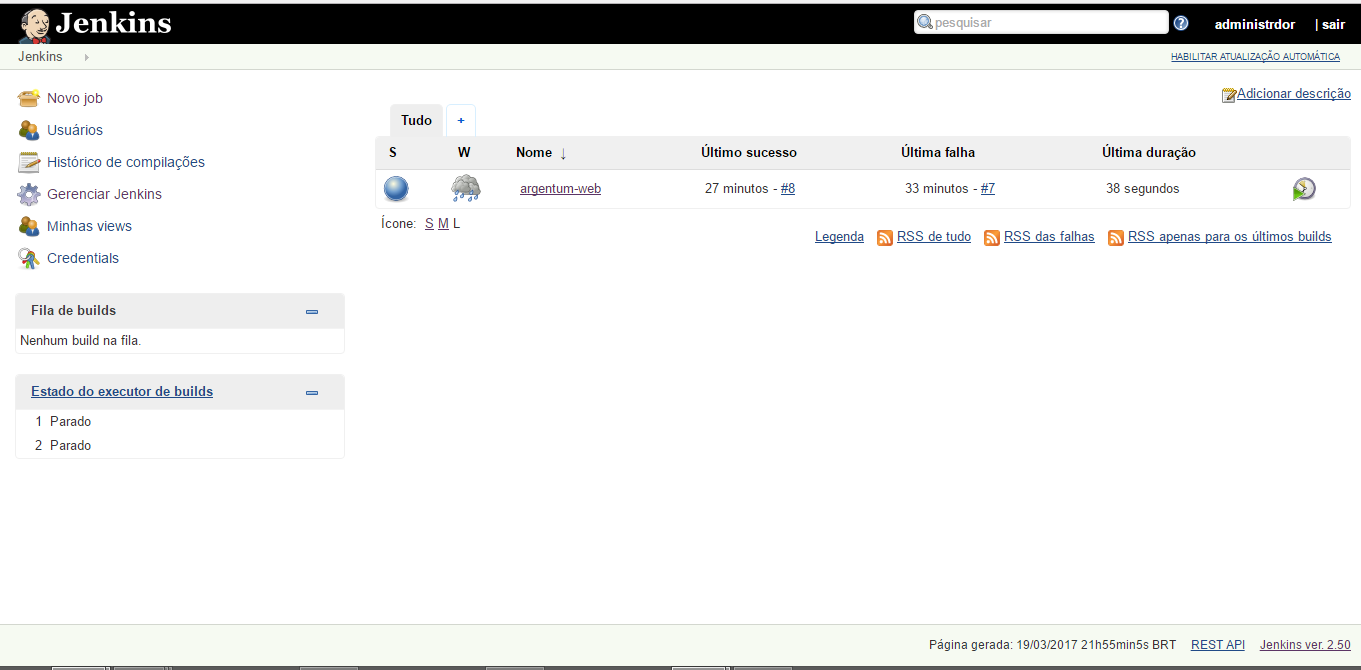 Jenkins
pesquisar
administrdor
| sair
Jenkins
HABILITAR ATUALIZAÇÃO AUTOMÁTICA
Novo job
Usuários
Histórico de compilações
Gerenciar Jenkins
Minhas views
Credentials
Fila de builds
Nenhum build na fila.
Estado do executor de builds
1 Parado
2 Parado
Adicionar descrição
Tudo +
S W Nome ↓ Último sucesso Última falha Última duração
argentum-web 27 minutos - #8 33 minutos - #7 38 segundos
Ícone: S M L
Legenda RSS de tudo RSS das falhas RSS apenas para os últimos builds
Página gerada: 19/03/2017 21h55min5s BRT REST API Jenkins ver. 2.50